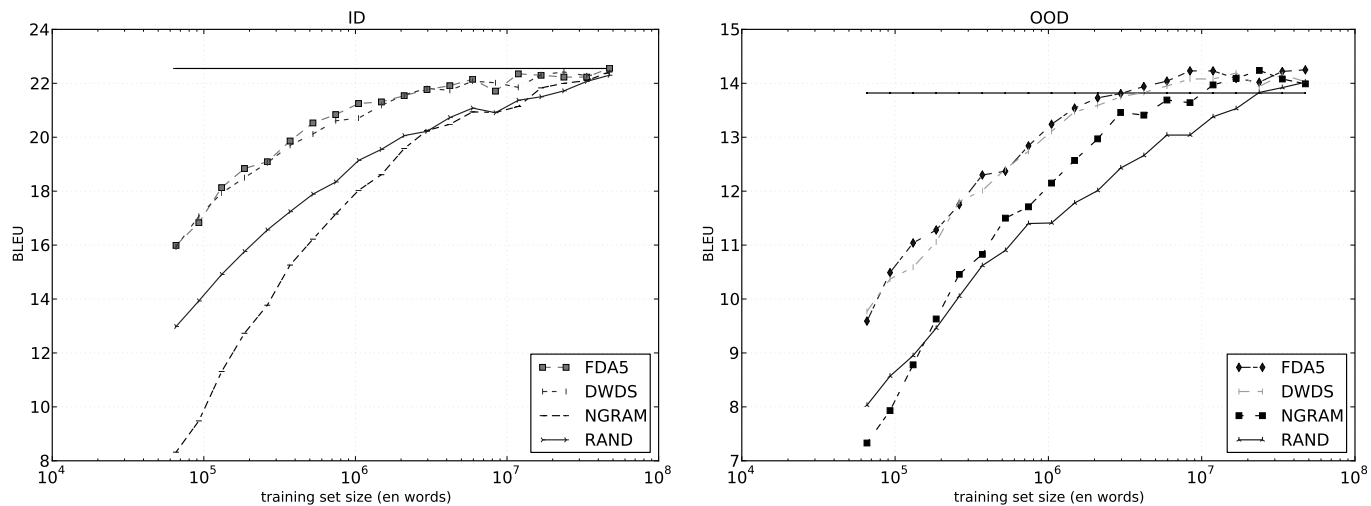 ID
24
22
20
18
16
14
12
10
8
BLEU
10^4
10^5
10^6
10^7
10^8
training set size (en words)
FDA5
DWDS
NGRAM
RAND
OOD
15
14
13
12
11
10
9
8
7
BLEU
10^4
10^5
10^6
10^7
10^8
training set size (en words)
FDA5
DWDS
NGRAM
RAND